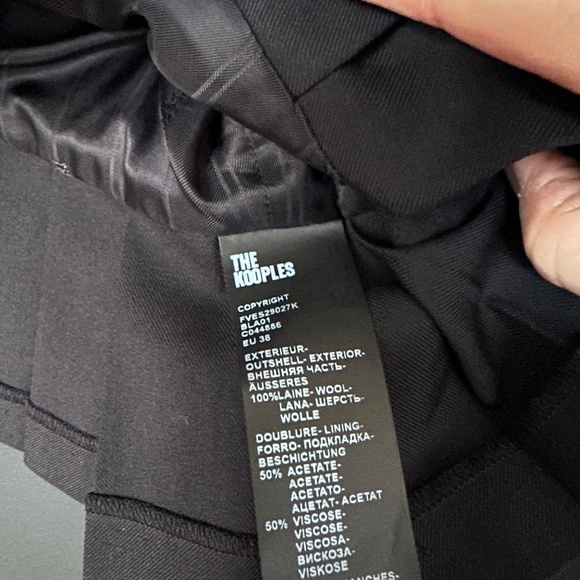 THE
KOOPLES
COPYRIGHT
FVES29027K
BLA01
C044886
EU 38
EXTERIEUR-
OUTSHELL- EXTERIOR-
ВНЕШНЯЯ ЧАСТЬ-
ÄUSSERES
100%LAINE- WOOL-
LANA- ШЕРСТЬ-
WOLLE
DOUBLURE- LINING-
FORRO- ПОДКЛАДКА-
BESCHICHTUNG
50% ACETATE-
ACETATE-
ACETATO-
АЦЕТАТ- ACETAT
50% VISCOSE-
VISCOSE-
VISCOSA-
ВИСКОЗА-
VISKOSE